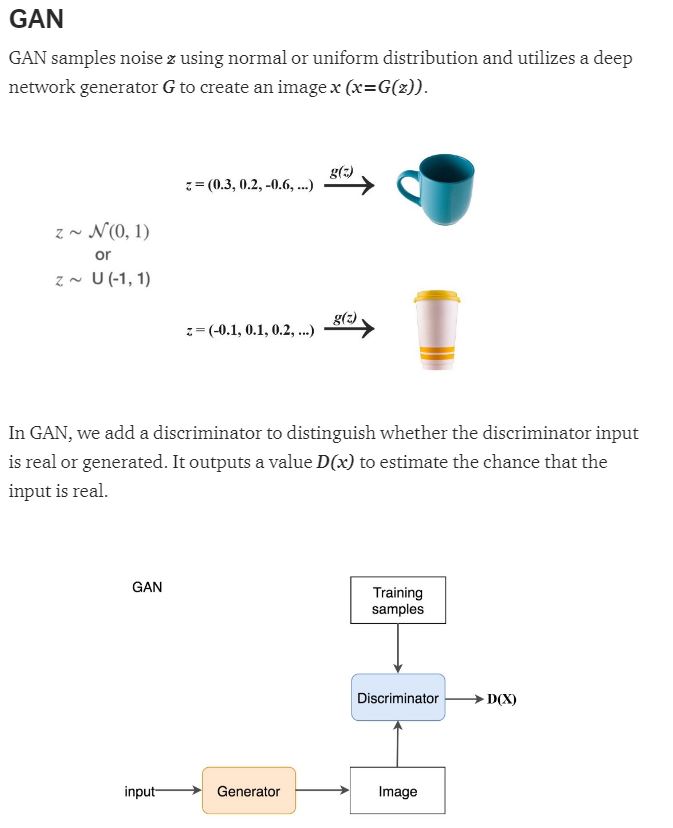 GAN
GAN samples noise z using normal or uniform distribution and utilizes a deep
network generator G to create an image x (x=G(z)).
z = (0.3, 0.2, -0.6, ...)
g(z)
z ~ N(0, 1)
or
z ~ U (-1, 1)
z = (-0.1, 0.1, 0.2, ...)
g(z)
In GAN, we add a discriminator to distinguish whether the discriminator input
is real or generated. It outputs a value D(x) to estimate the chance that the
input is real.
GAN
Training
samples
Discriminator
D(X)
input
Generator
Image